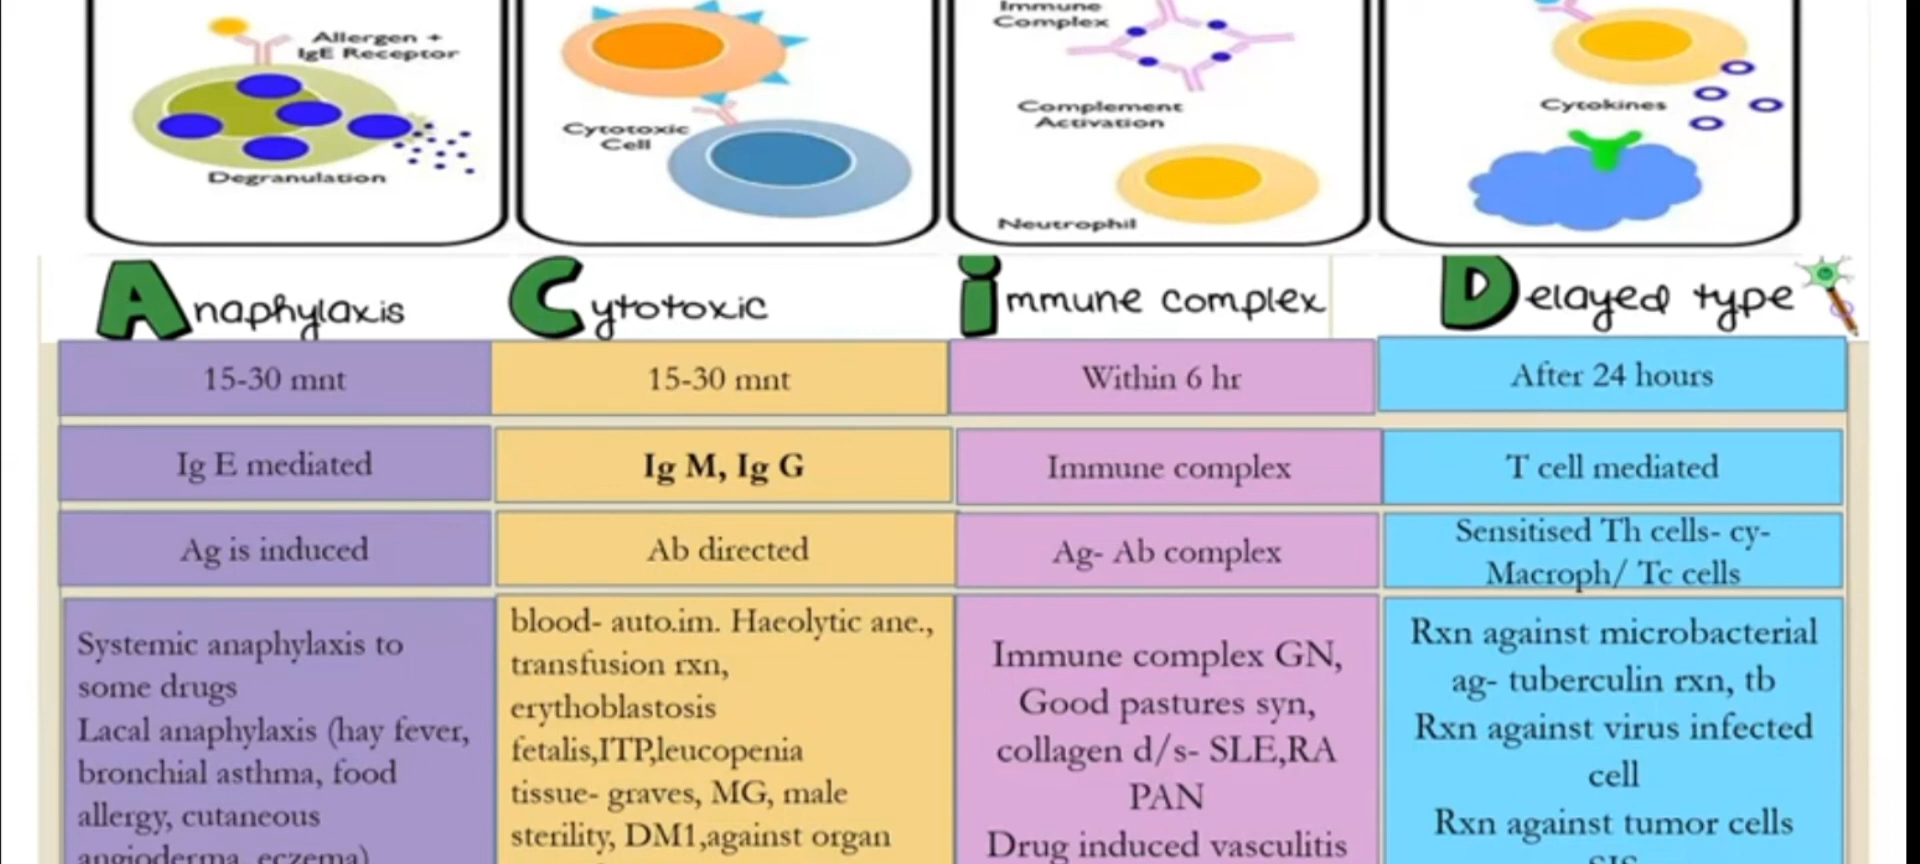 Allergen +
IgE Receptor
Degranulation
Cytotoxic
Cell
Immune
Complex
Complement
Activation
Neutrophil
Cytokines
Anaphylaxis
Cytotoxic
immune complex
Delayed type
15-30 mnt
15-30 mnt
Within 6 hr
After 24 hours
Ig E mediated
Ig M, Ig G
Immune complex
T cell mediated
Ag is induced
Ab directed
Ag- Ab complex
Sensitised Th cells- cy-
Macroph/ Tc cells
Systemic anaphylaxis to
some drugs
Lacal anaphylaxis (hay fever,
bronchial asthma, food
allergy, cutaneous
angioderma, eczema)
blood- auto.im. Haeolytic ane.,
transfusion rxn,
erythoblastosis
fetalis,ITP,leucopenia
tissue- graves, MG, male
sterility, DM1,against organ
Immune complex GN,
Good pastures syn,
collagen d/s- SLE,RA
PAN
Drug induced vasculitis
Rxn against microbacterial
ag- tuberculin rxn, tb
Rxn against virus infected
cell
Rxn against tumor cells